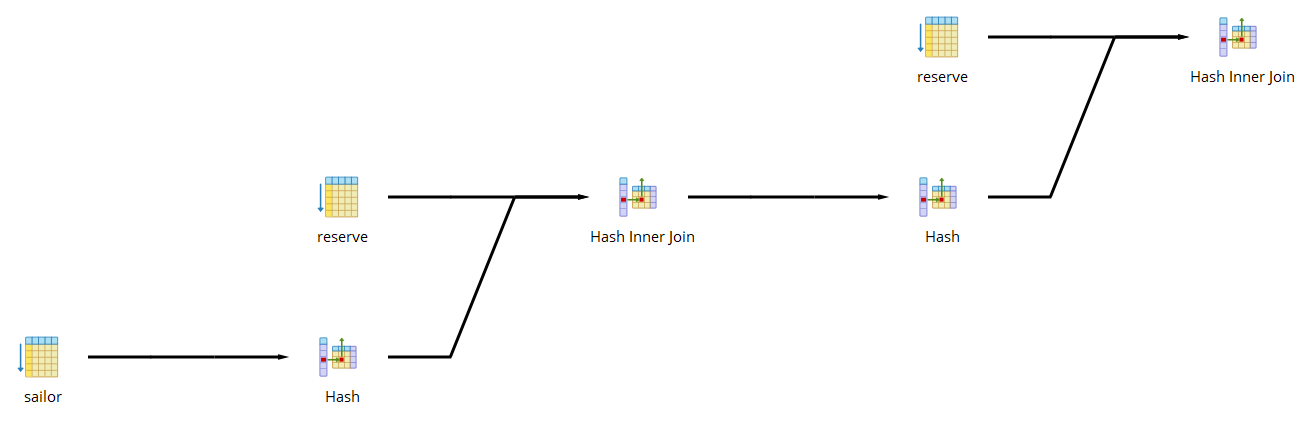 reserve
Hash Inner Join
reserve
Hash Inner Join
Hash
sailor
Hash